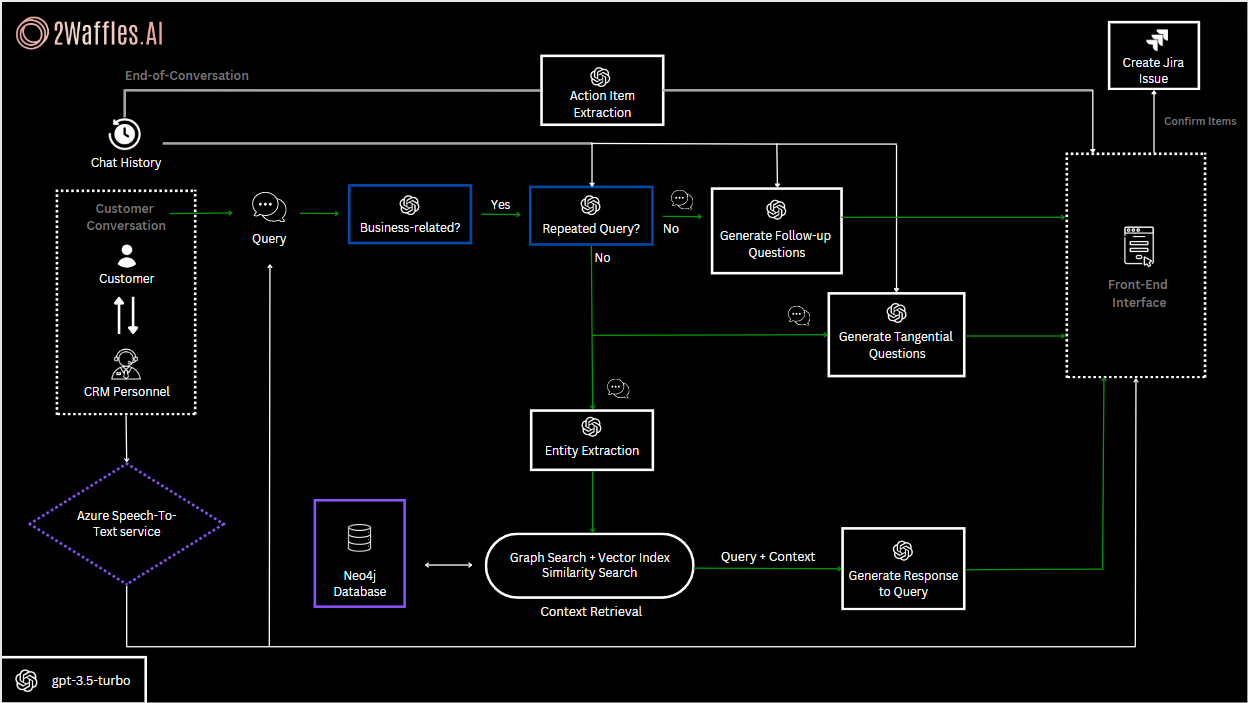 2Waffles.AI
End-of-Conversation
Action Item
Extraction
Create Jira
Issue
Confirm Items
Chat History
Customer
Conversation
Customer
CRM Personnel
Query
Business-related?
Yes
Repeated Query?
No
No
Generate Follow-up
Questions
Generate Tangential
Questions
Front-End
Interface
Entity Extraction
Azure Speech-To-
Text service
Neo4j
Database
Graph Search + Vector Index
Similarity Search
Context Retrieval
Query + Context
Generate Response
to Query
gpt-3.5-turbo